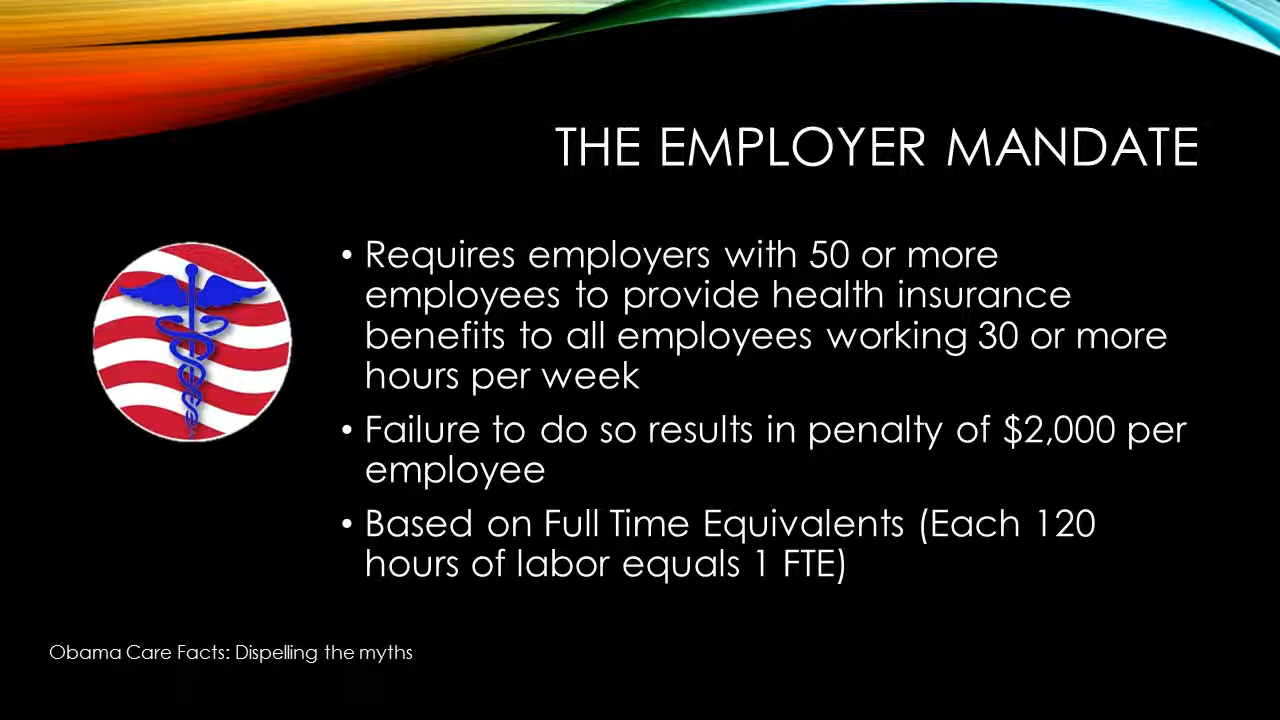 THE EMPLOYER MANDATE
• Requires employers with 50 or more
employees to provide health insurance
benefits to all employees working 30 or more
hours per week
• Failure to do so results in penalty of $2,000 per
employee
• Based on Full Time Equivalents (Each 120
hours of labor equals 1 FTE)
Obama Care Facts: Dispelling the myths